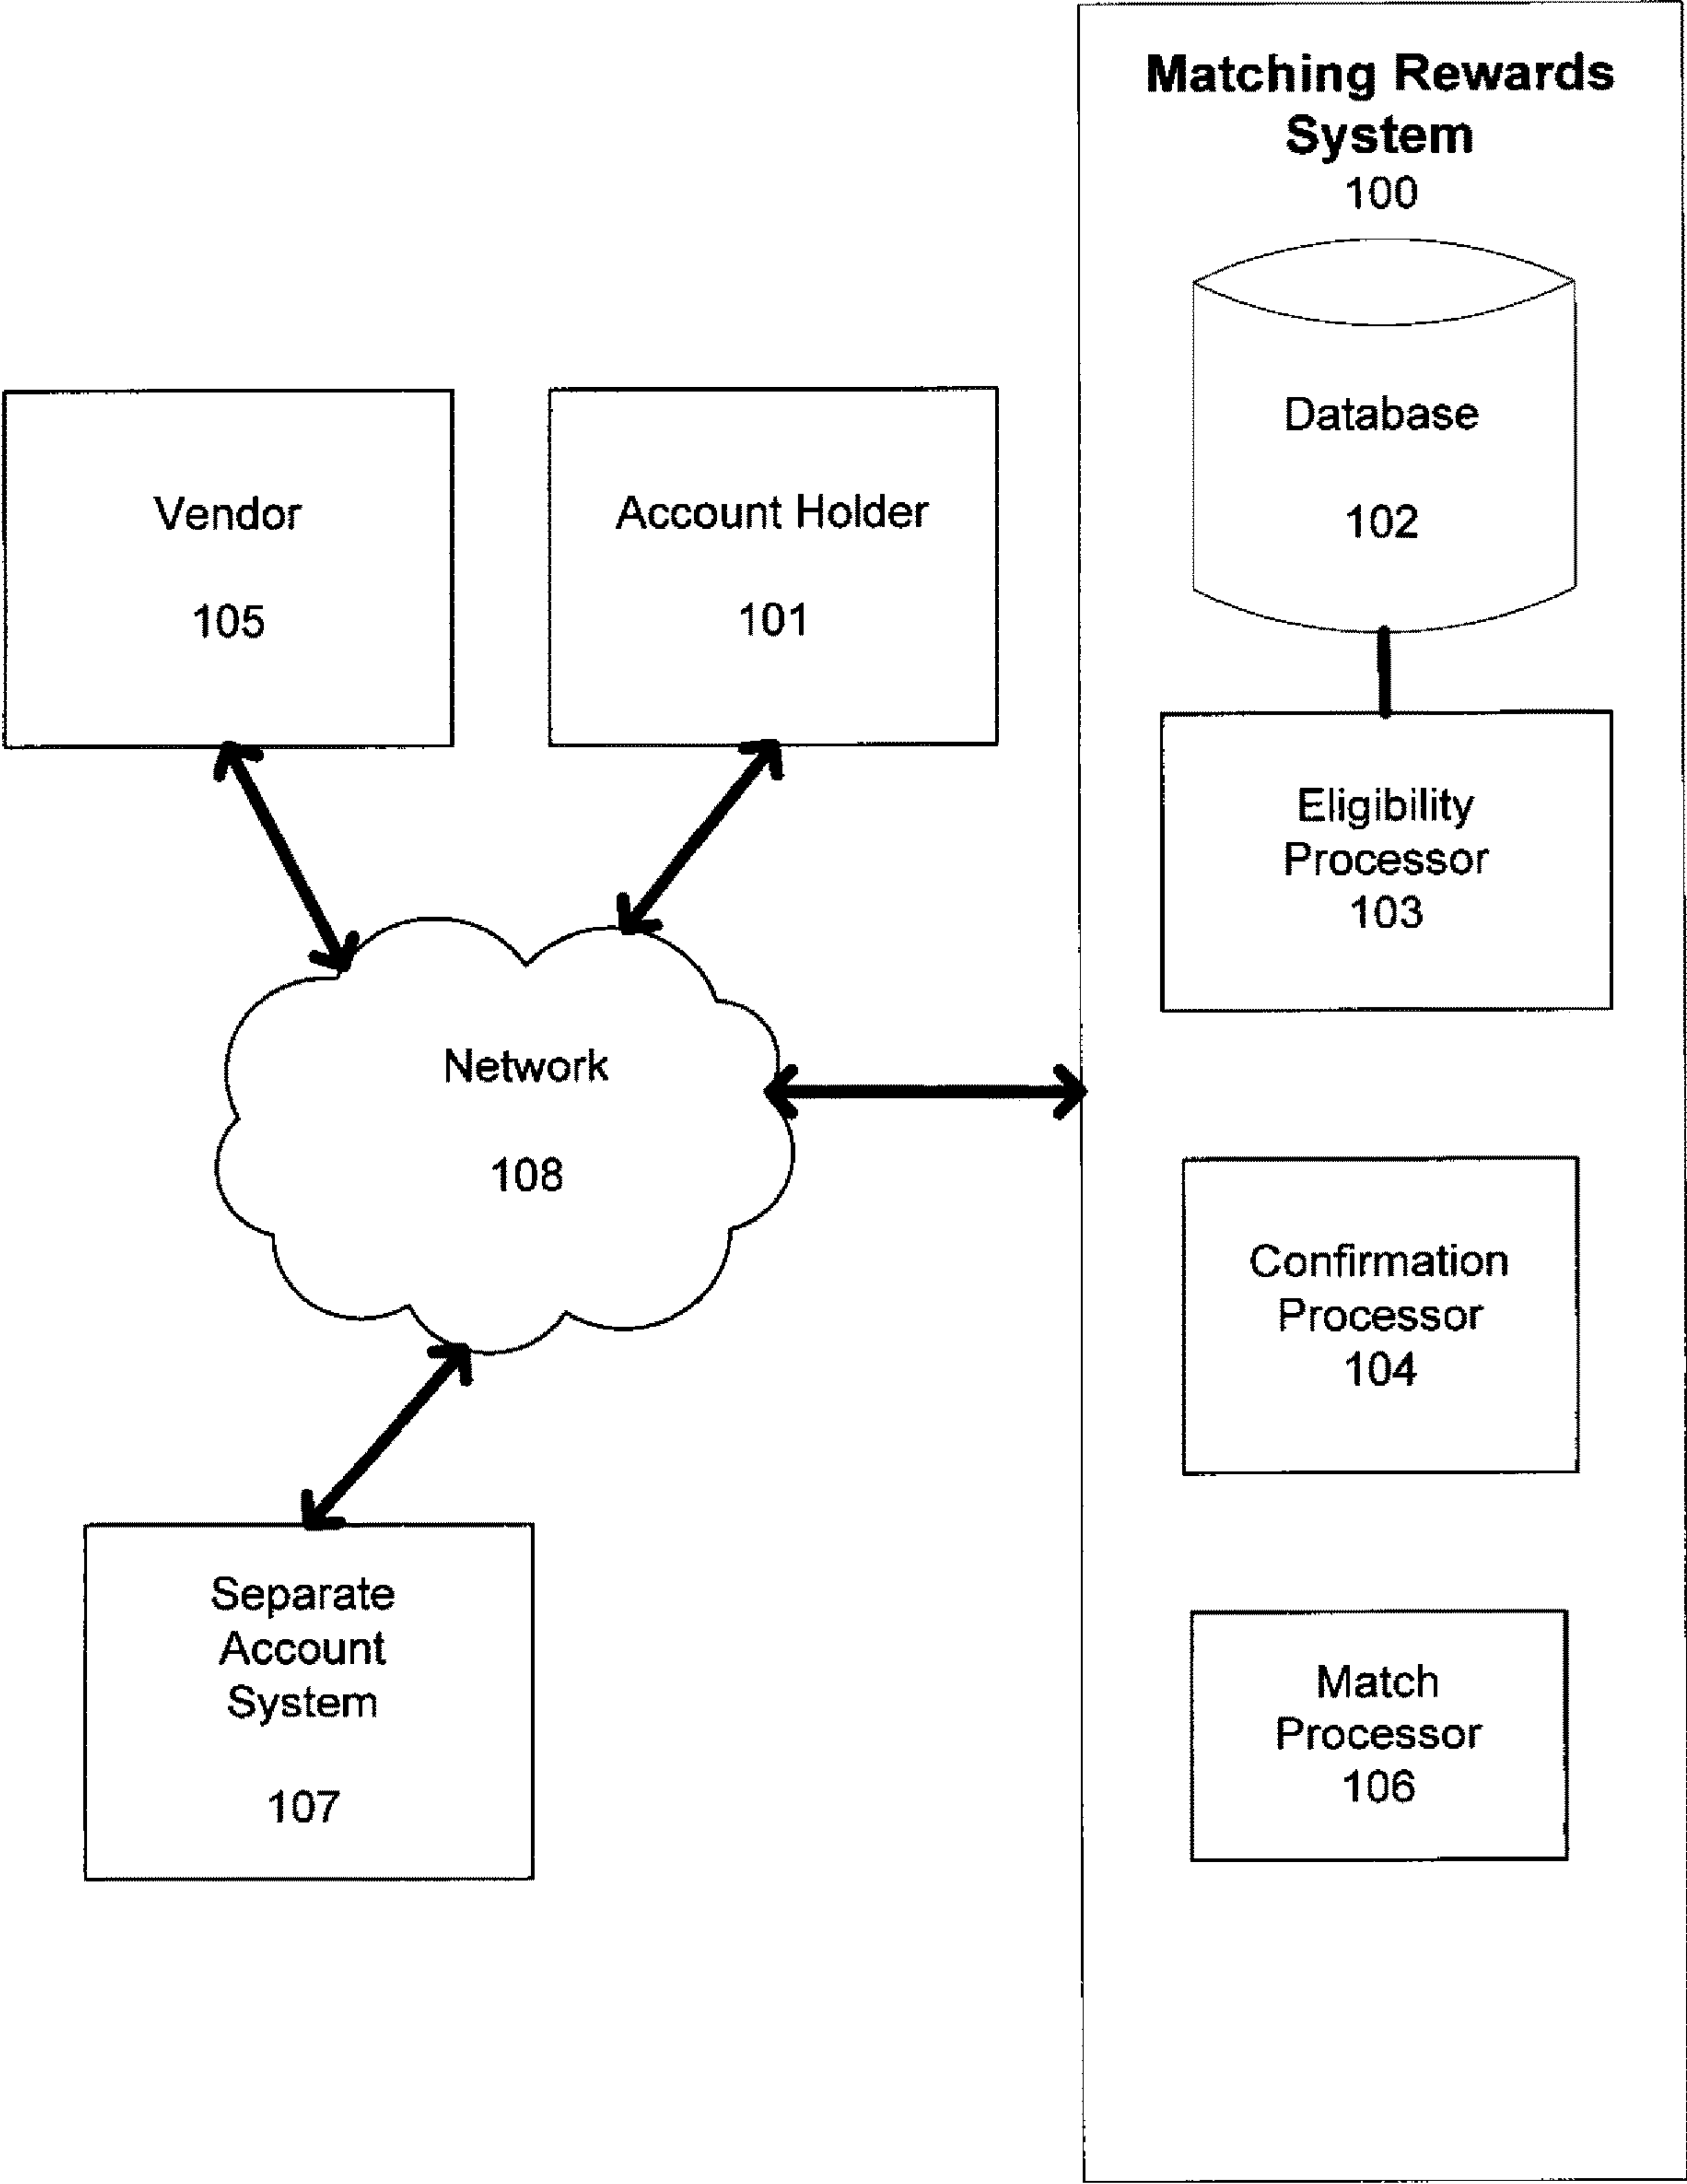 Matching Rewards
System
100
Database
102
Vendor
105
Account Holder
101
Eligibility
Processor
103
Network
108
Confirmation
Processor
104
Separate
Account
System
107
Match
Processor
106